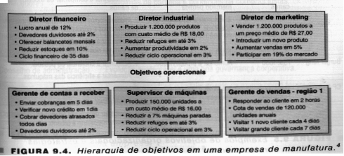 Diretor financeiro
• Lucro anual de 12%
• Devedores duvidosos até 2%
• Oferecer balancetes mensais
• Reduzir estoques em 10%
• Ciclo financeiro de 35 dias
Diretor industrial
• Produzir 1.200.000 produtos
com custo médio de R$ 18,00
• Reduzir refugos em até 3%
• Aumentar produtividade em 2%
• Reduzir ciclo operacional em 3%
Diretor de marketing
• Vender 1.200.000 produtos a
um preço médio de R$ 27,00
• Introduzir um novo produto
• Aumentar vendas em 5%
• Participar em 19% do mercado
Objetivos operacionais
Gerente de contas a receber
• Enviar cobranças em 5 dias
• Verificar novo crédito em 1 dia
• Cobrar devedores atrasados
todos dias
• Devedores duvidosos até 2%
Supervisor de máquinas
• Produzir 150.000 unidades a
um custo médio de R$ 16,00
• Reduzir a 7% máquinas paradas
• Reduzir refugos em até 3%
• Reduzir ciclo operacional em 3%
Gerente de vendas - região 1
• Responder ao cliente em 2 horas
• Cota de vendas de 120.000
unidades anuais
• Visitar 1 novo cliente cada 4 dias
• Visitar grande cliente cada 7 dias
FIGURA 9.4. Hierarquia de objetivos em uma empresa de manufatura.⁴